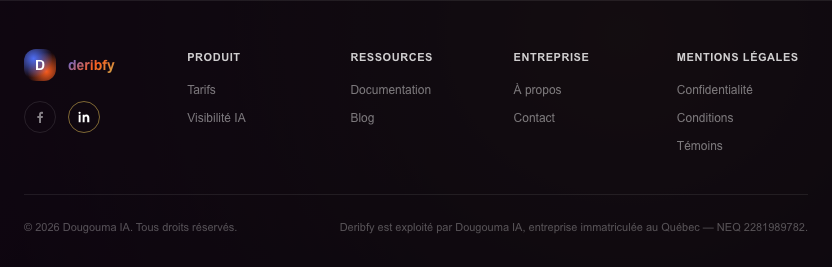 D deribfy
f in
PRODUIT
Tarifs
Visibilité IA
RESSOURCES
Documentation
Blog
ENTREPRISE
À propos
Contact
MENTIONS LÉGALES
Confidentialité
Conditions
Témoins
© 2026 Dougouma IA. Tous droits réservés.
Deribfy est exploité par Dougouma IA, entreprise immatriculée au Québec — NEQ 2281989782.